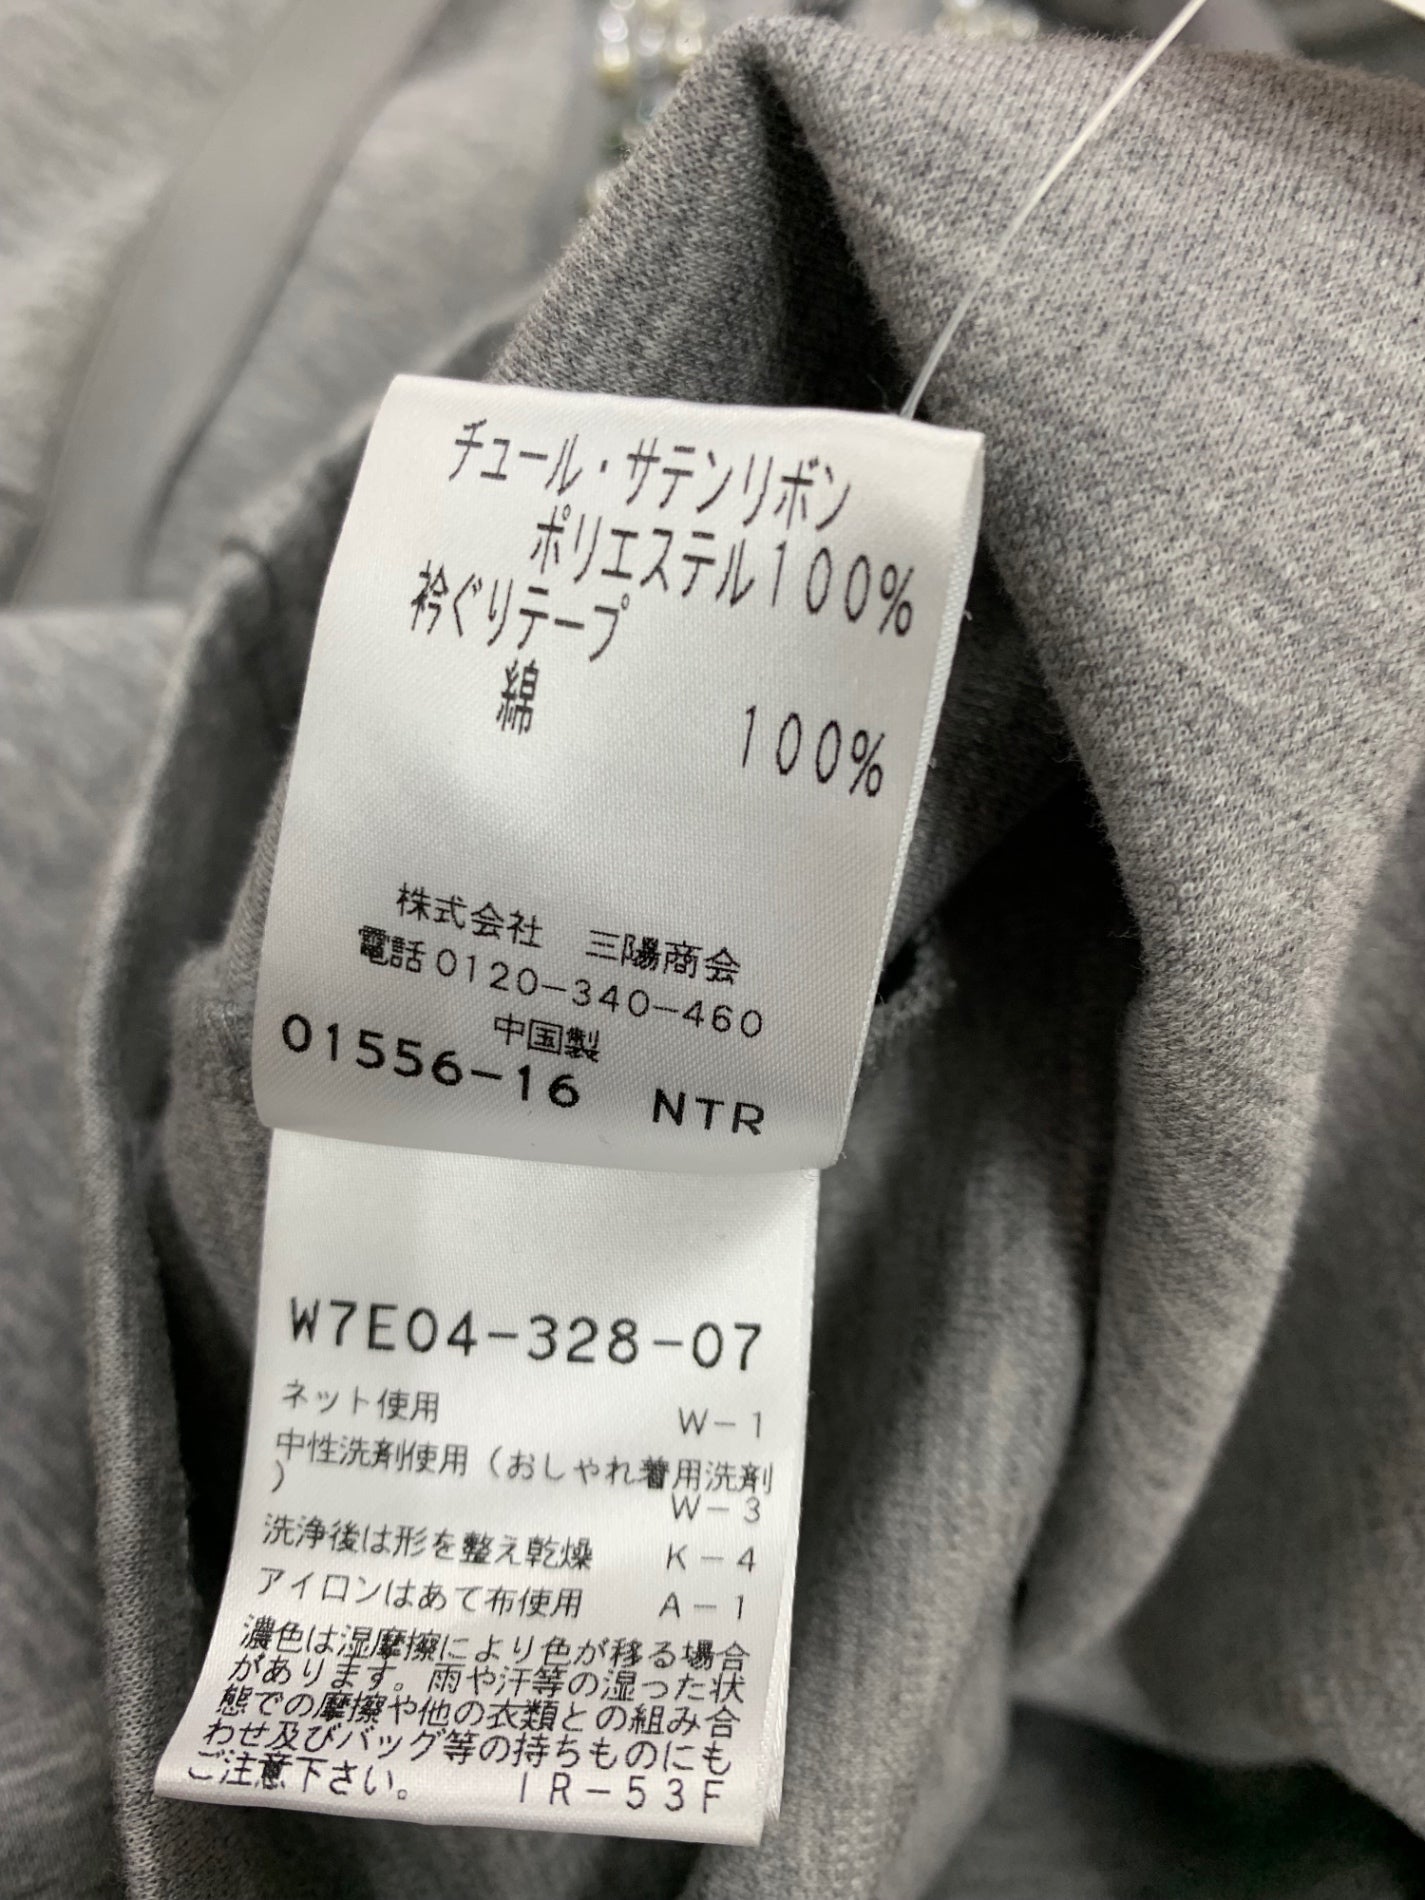 チュール・サテンリボン
ポリエステル100%
衿ぐりテープ
綿 100%
株式会社 三陽商会
電話0120-340-460
中国製
01556-16 NTR
W7E04-328-07
ネット使用 W-1
中性洗剤使用(おしゃれ着用洗剤
) W-3
洗浄後は形を整え乾燥 K-4
アイロンはあて布使用 A-1
濃色は湿摩擦により色が移る場合
があります。雨や汗等の湿った状
態での摩擦や他の衣類との組み合
わせ及びバッグ等の持ちものにも
ご注意下さい。 IR-53F